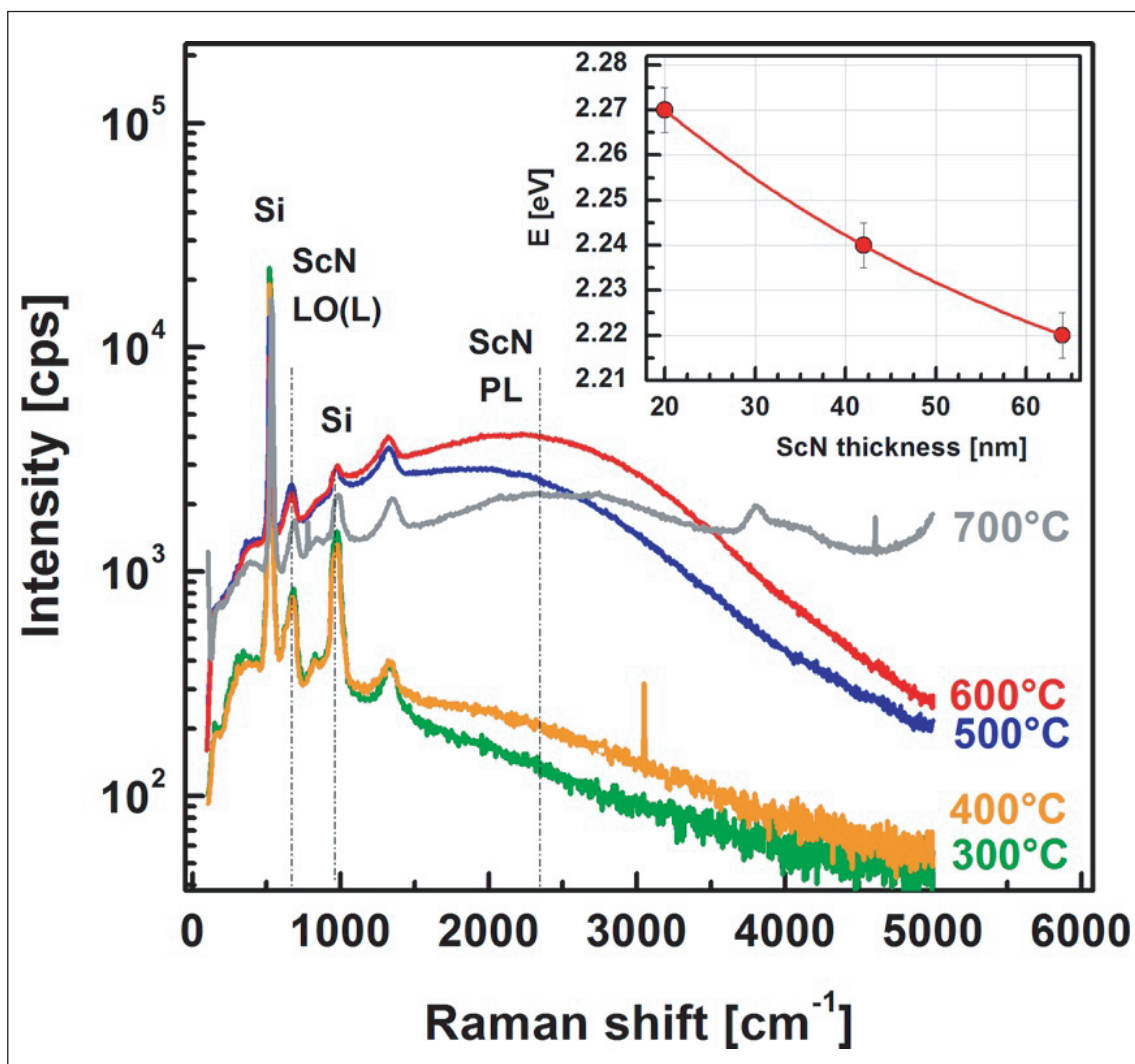 Intensity [cps]
10^5
10^4
10^3
10^2
Si
ScN
LO(L)
Si
ScN
PL
E [eV]
2.28
2.27
2.26
2.25
2.24
2.23
2.22
2.21
20 30 40 50 60
ScN thickness [nm]
700°C
600°C
500°C
400°C
300°C
0 1000 2000 3000 4000 5000 6000
Raman shift [cm^-1]